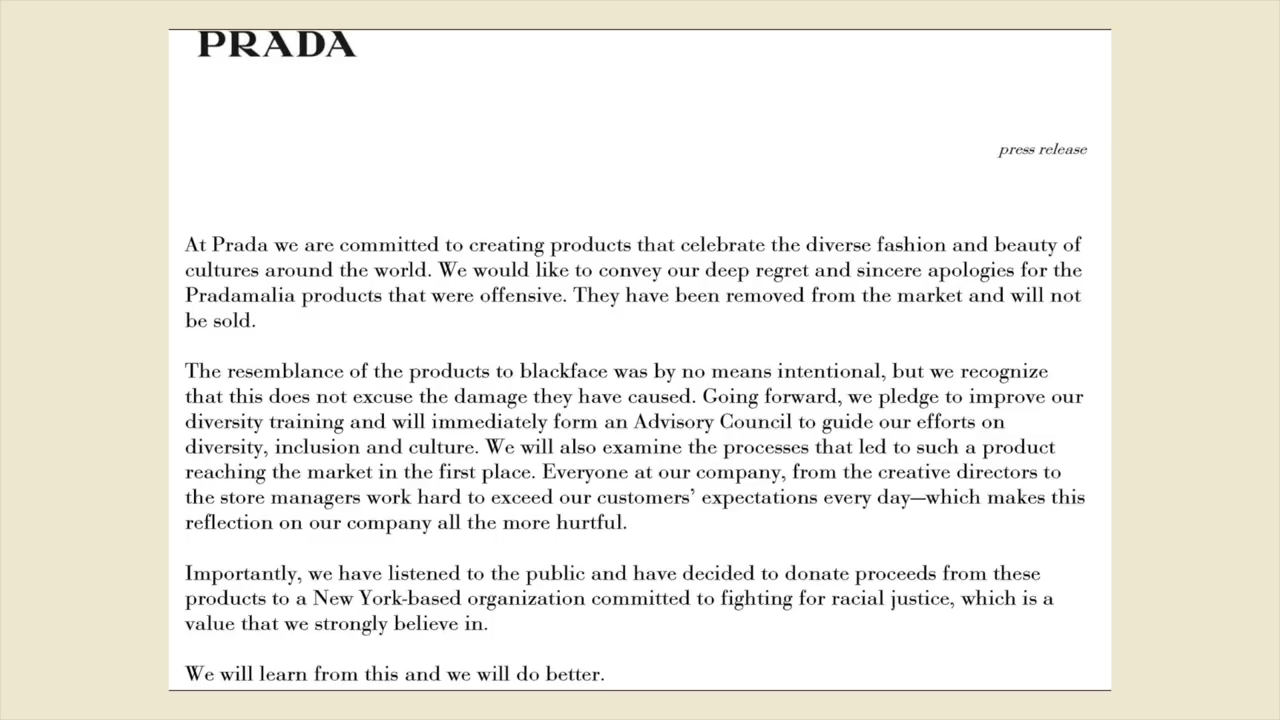 PRADA
press release
At Prada we are committed to creating products that celebrate the diverse fashion and beauty of
cultures around the world. We would like to convey our deep regret and sincere apologies for the
Pradamalia products that were offensive. They have been removed from the market and will not
be sold.
The resemblance of the products to blackface was by no means intentional, but we recognize
that this does not excuse the damage they have caused. Going forward, we pledge to improve our
diversity training and will immediately form an Advisory Council to guide our efforts on
diversity, inclusion and culture. We will also examine the processes that led to such a product
reaching the market in the first place. Everyone at our company, from the creative directors to
the store managers work hard to exceed our customers’ expectations every day—which makes this
reflection on our company all the more hurtful.
Importantly, we have listened to the public and have decided to donate proceeds from these
products to a New York-based organization committed to fighting for racial justice, which is a
value that we strongly believe in.
We will learn from this and we will do better.